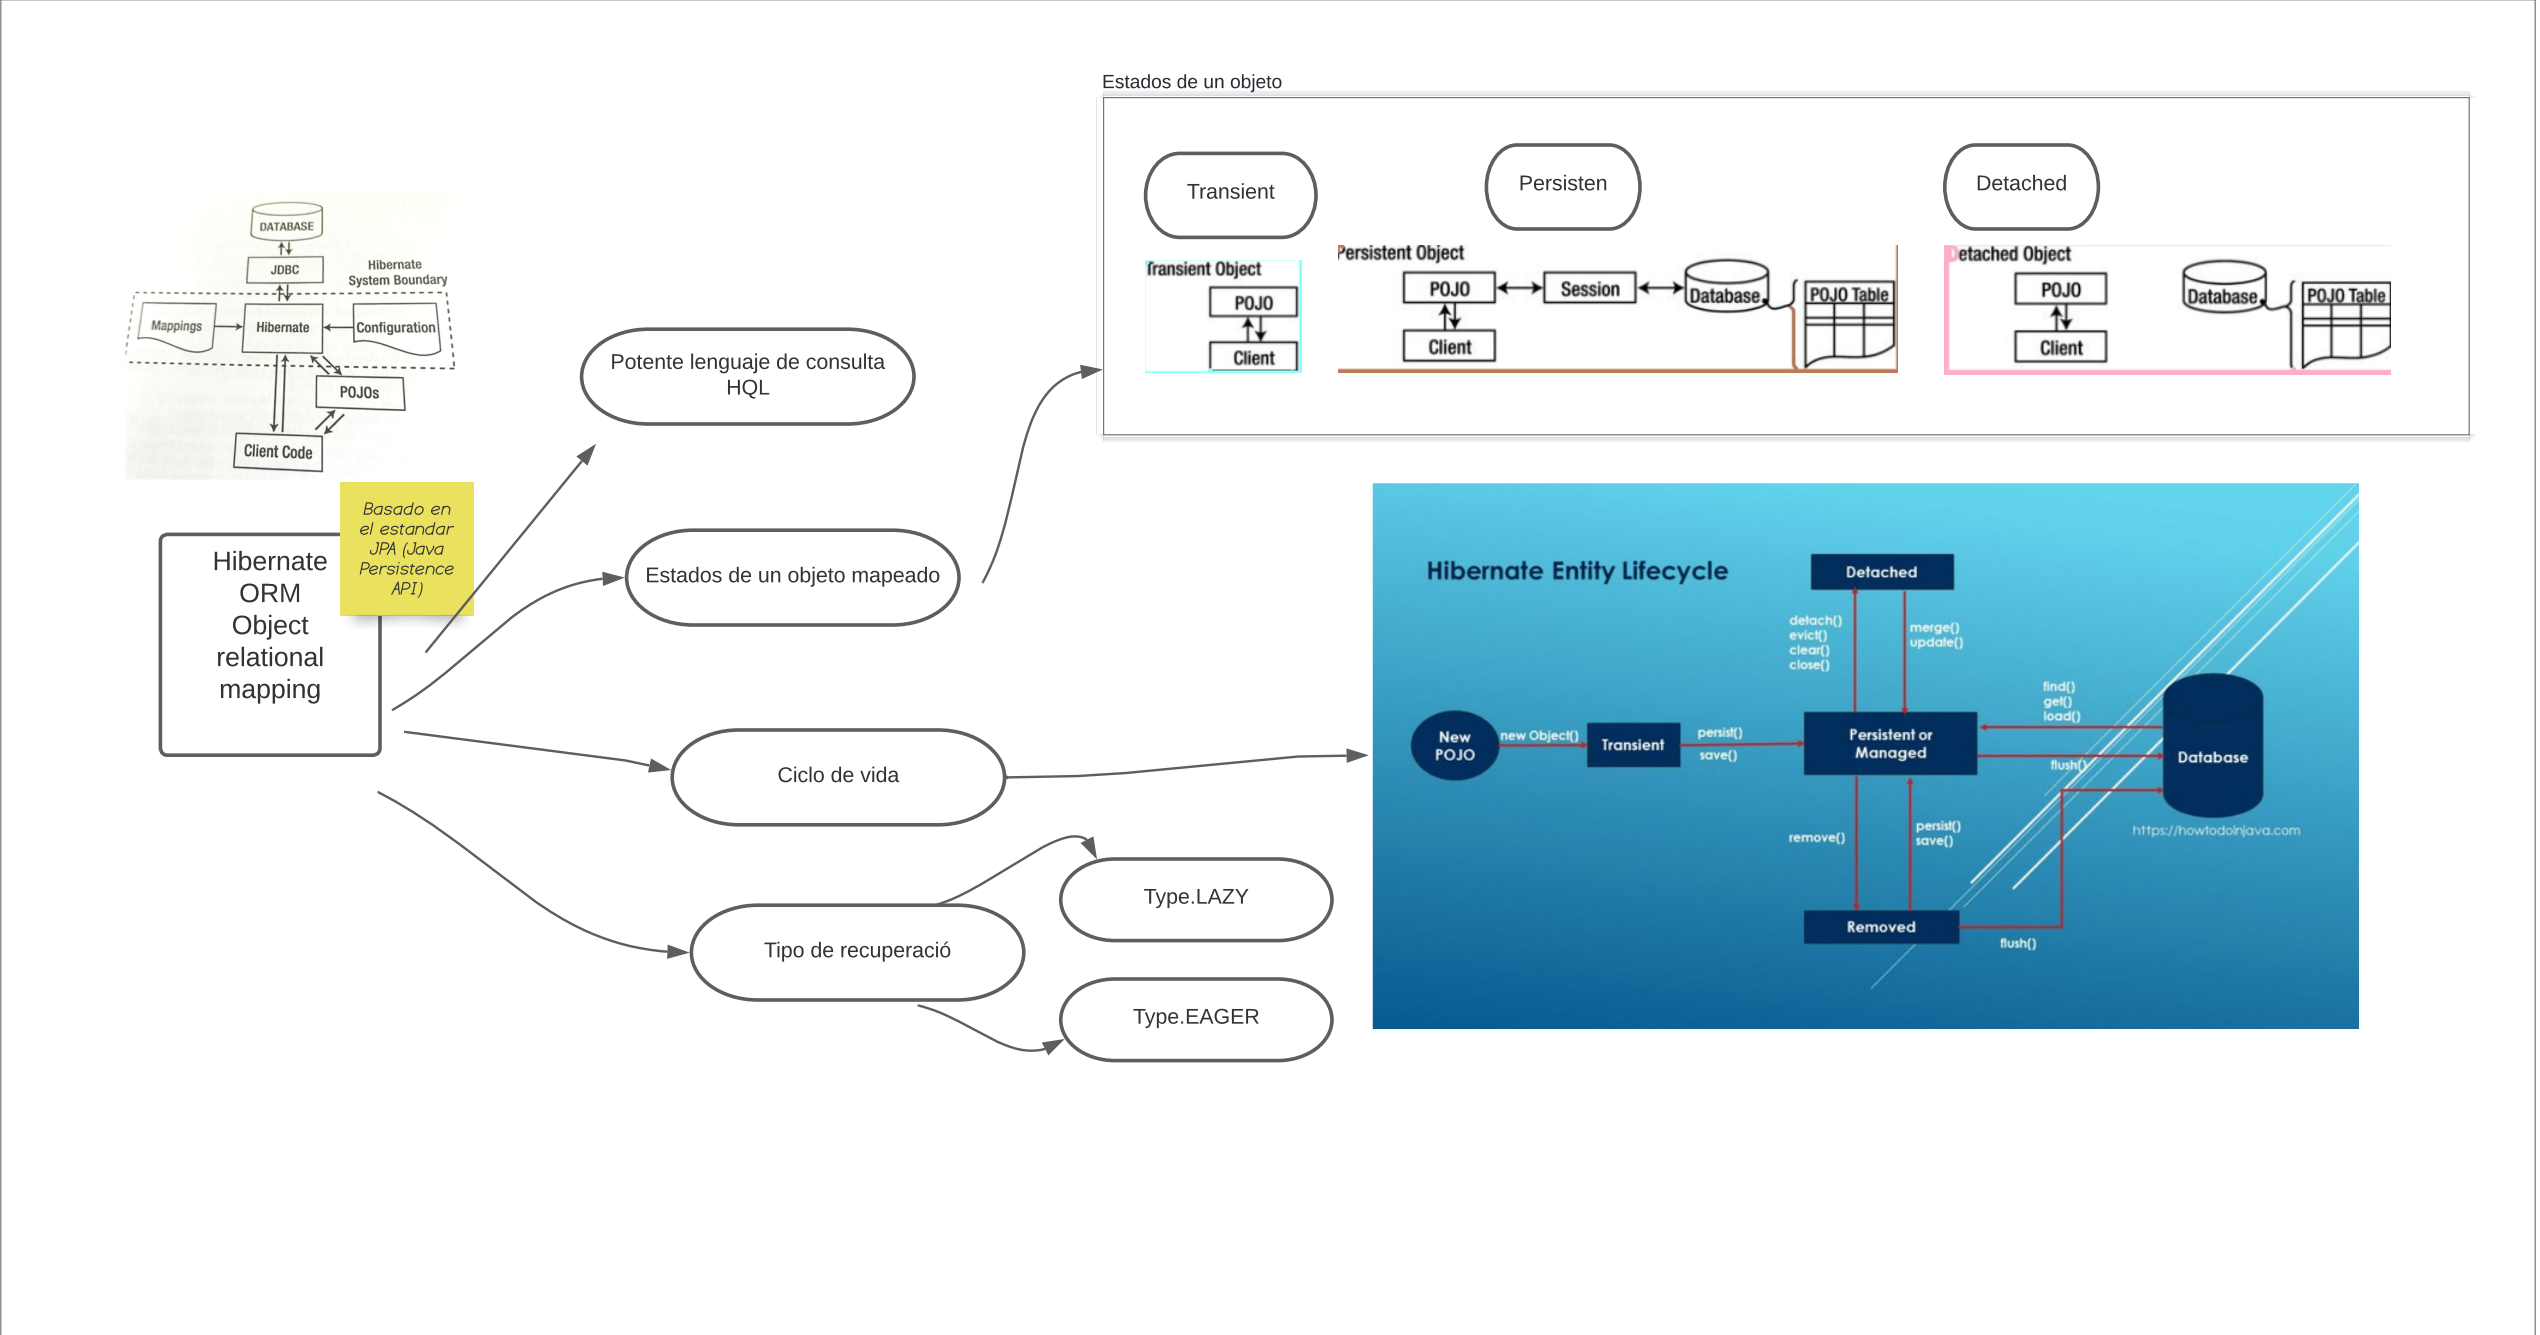 Estados de un objeto
Transient
Persisten
Detached
Transient Object
POJO
Client
Persistent Object
POJO
Session
Database
POJO Table
Client
Detached Object
POJO
Database
POJO Table
Client
DATABASE
JDBC
Hibernate
System Boundary
Mappings
Hibernate
Configuration
POJOs
Client Code
Basado en
el estandar
JPA (Java
Persistence
API)
Hibernate
ORM
Object
relational
mapping
Potente lenguaje de consulta
HQL
Estados de un objeto mapeado
Ciclo de vida
Tipo de recuperació
Type.LAZY
Type.EAGER
Hibernate Entity Lifecycle
Detached
detach()
evict()
clear()
close()
merge()
update()
find()
get()
load()
New
POJO
new Object()
Transient
persist()
save()
Persistent or
Managed
flush()
Database
https://howtodoinjava.com
remove()
persist()
save()
Removed
flush()